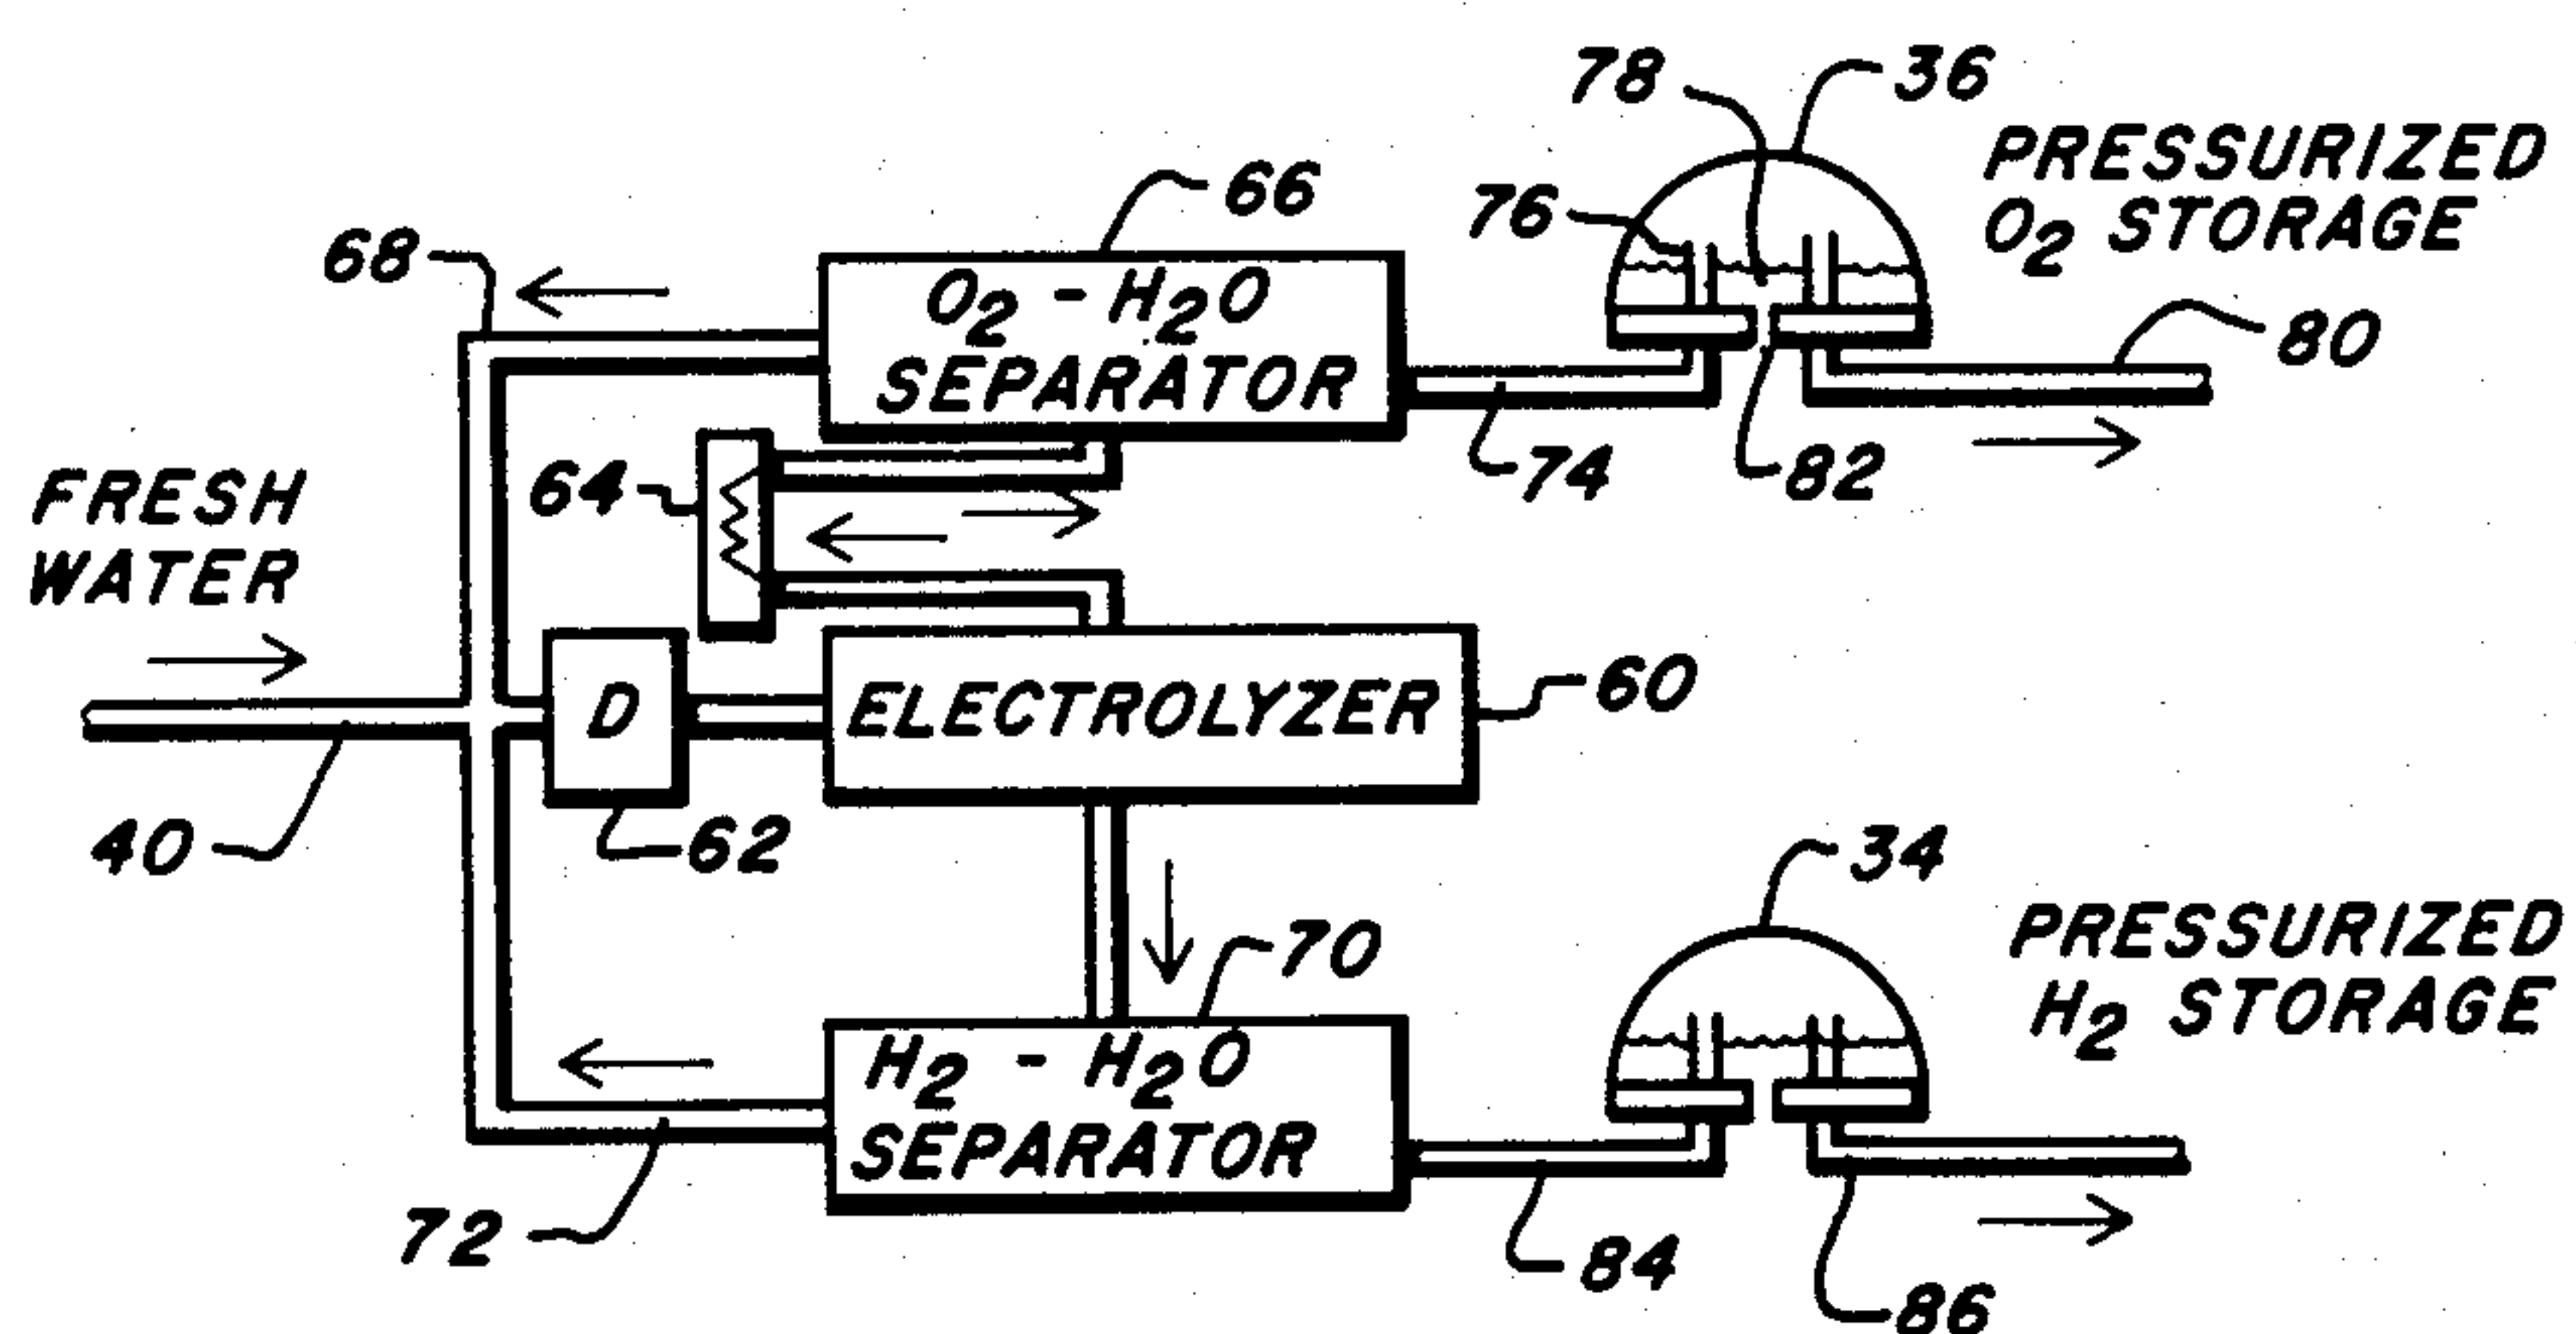 78
36
PRESSURIZED
O2 STORAGE
76
66
68
80
O2 - H2O
SEPARATOR
74
82
64
FRESH
WATER
D
ELECTROLYZER
60
40
62
34
PRESSURIZED
H2 STORAGE
70
H2 - H2O
SEPARATOR
72
84
86